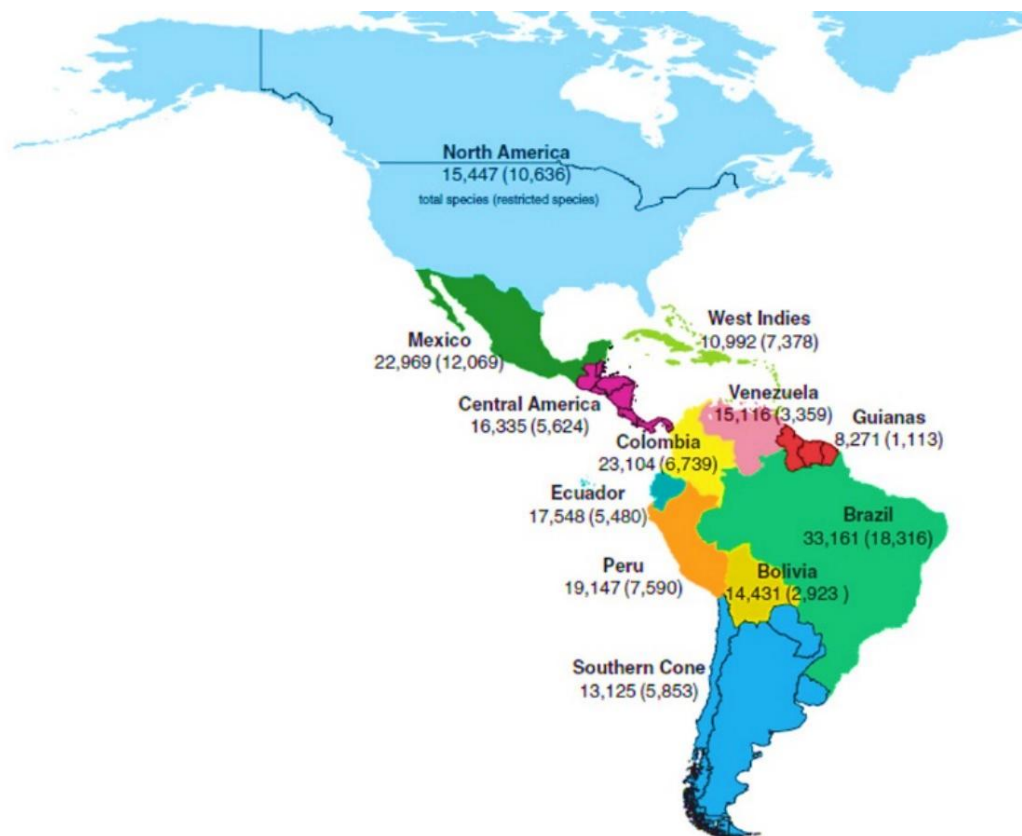 North America
15,447 (10,636)
total species (restricted species)
Mexico
22,969 (12,069)
West Indies
10,992 (7,378)
Central America
16,335 (5,624)
Venezuela
15,116 (3,359)
Guianas
8,271 (1,113)
Colombia
23,104 (6,739)
Ecuador
17,548 (5,480)
Brazil
33,161 (18,316)
Peru
19,147 (7,590)
Bolivia
14,431 (2,923 )
Southern Cone
13,125 (5,853)